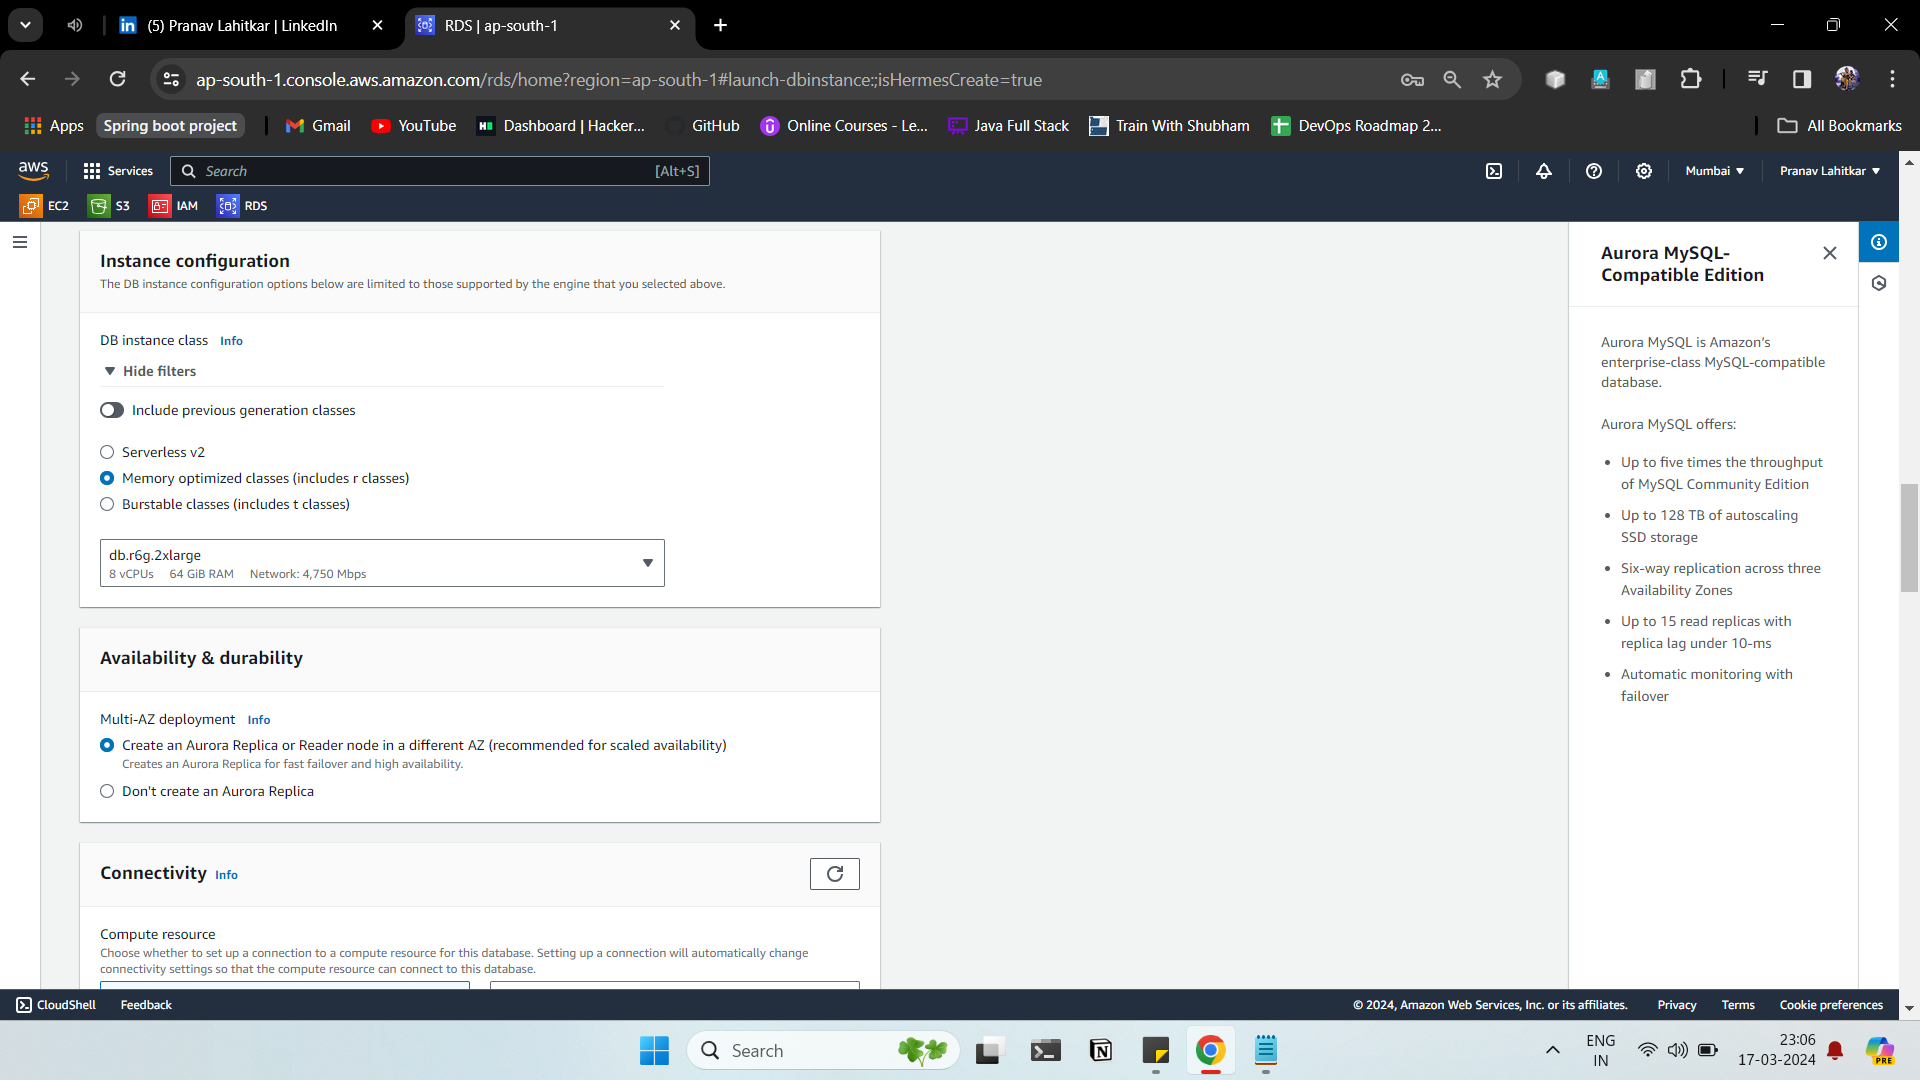 (5) Pranav Lahitkar | LinkedIn
RDS | ap-south-1
ap-south-1.console.aws.amazon.com/rds/home?region=ap-south-1#launch-dbinstance:;isHermesCreate=true
Apps
Spring boot project
Gmail
YouTube
Dashboard | Hacker...
GitHub
Online Courses - Le...
Java Full Stack
Train With Shubham
DevOps Roadmap 2...
All Bookmarks
aws
Services
Search
[Alt+S]
Mumbai
Pranav Lahitkar
EC2
S3
IAM
RDS
Instance configuration
The DB instance configuration options below are limited to those supported by the engine that you selected above.
DB instance class Info
Hide filters
Include previous generation classes
Serverless v2
Memory optimized classes (includes r classes)
Burstable classes (includes t classes)
db.r6g.2xlarge
8 vCPUs 64 GiB RAM Network: 4,750 Mbps
Availability & durability
Multi-AZ deployment Info
Create an Aurora Replica or Reader node in a different AZ (recommended for scaled availability)
Creates an Aurora Replica for fast failover and high availability.
Don't create an Aurora Replica
Connectivity Info
Compute resource
Choose whether to set up a connection to a compute resource for this database. Setting up a connection will automatically change
connectivity settings so that the compute resource can connect to this database.
Aurora MySQL-
Compatible Edition
Aurora MySQL is Amazon's
enterprise-class MySQL-compatible
database.
Aurora MySQL offers:
Up to five times the throughput
of MySQL Community Edition
Up to 128 TB of autoscaling
SSD storage
Six-way replication across three
Availability Zones
Up to 15 read replicas with
replica lag under 10-ms
Automatic monitoring with
failover
CloudShell
Feedback
© 2024, Amazon Web Services, Inc. or its affiliates.
Privacy
Terms
Cookie preferences
Search
ENG
IN
23:06
17-03-2024
PRE